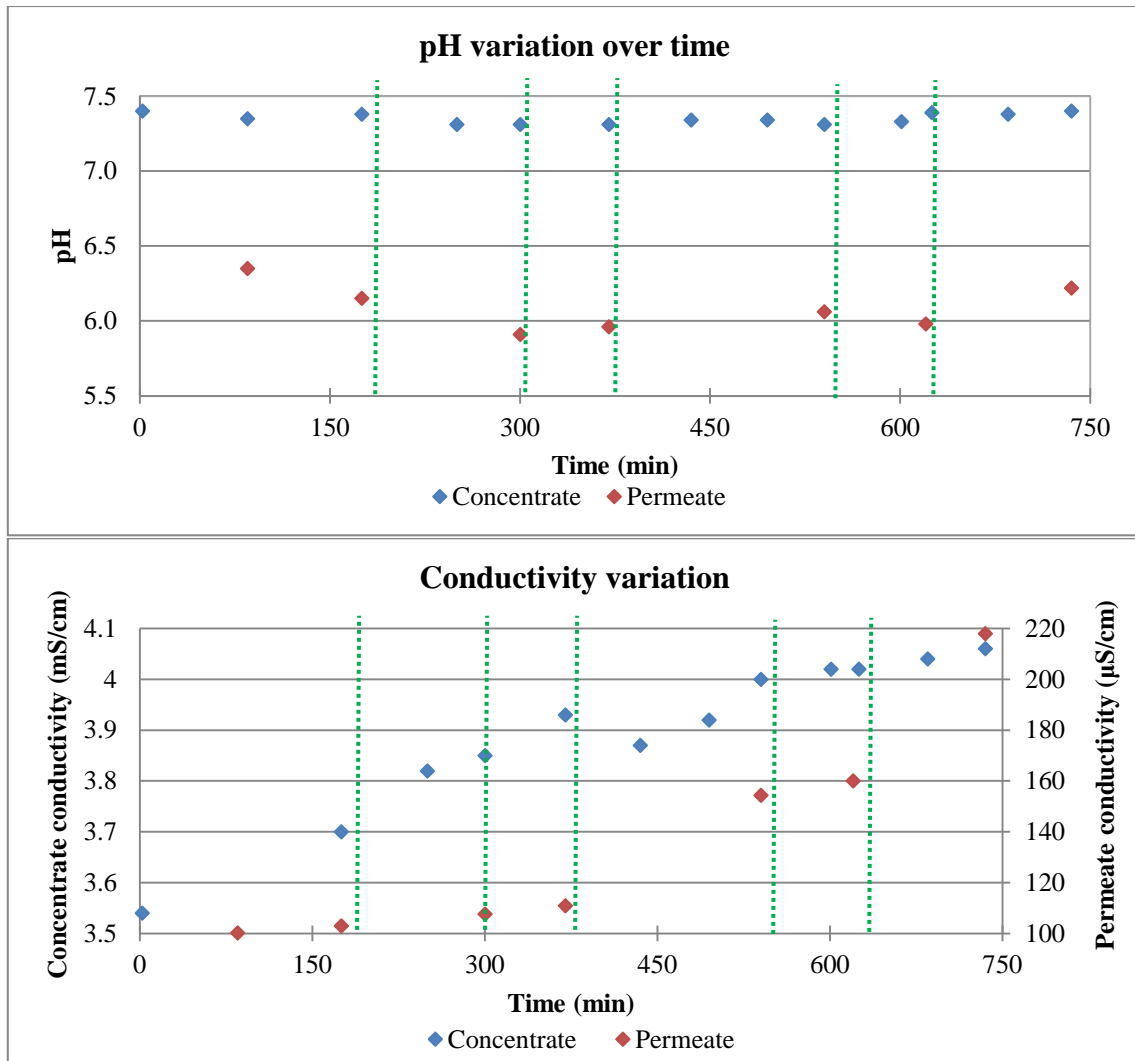 pH variation over time
7.5
7.0
6.5
6.0
5.5
pH
0 150 300 450 600 750
Time (min)
Concentrate Permeate
Conductivity variation
Concentrate conductivity (mS/cm)
4.1
4
3.9
3.8
3.7
3.6
3.5
220
200
180
160
140
120
100
Permeate conductivity (µS/cm)
0 150 300 450 600 750
Time (min)
Concentrate Permeate